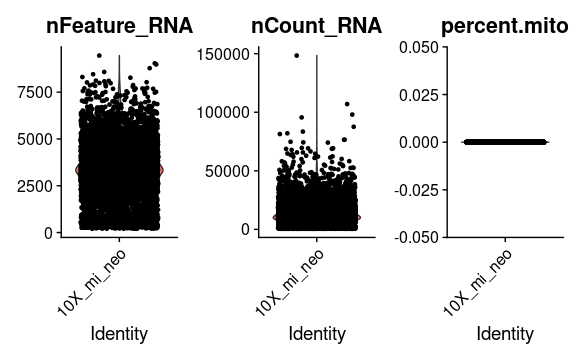 nFeature_RNA
7500
5000
2500
0
10X_mi_neo
Identity
nCount_RNA
150000
100000
50000
0
10X_mi_neo
Identity
percent.mito
0.050
0.025
0.000
-0.025
-0.050
10X_mi_neo
Identity